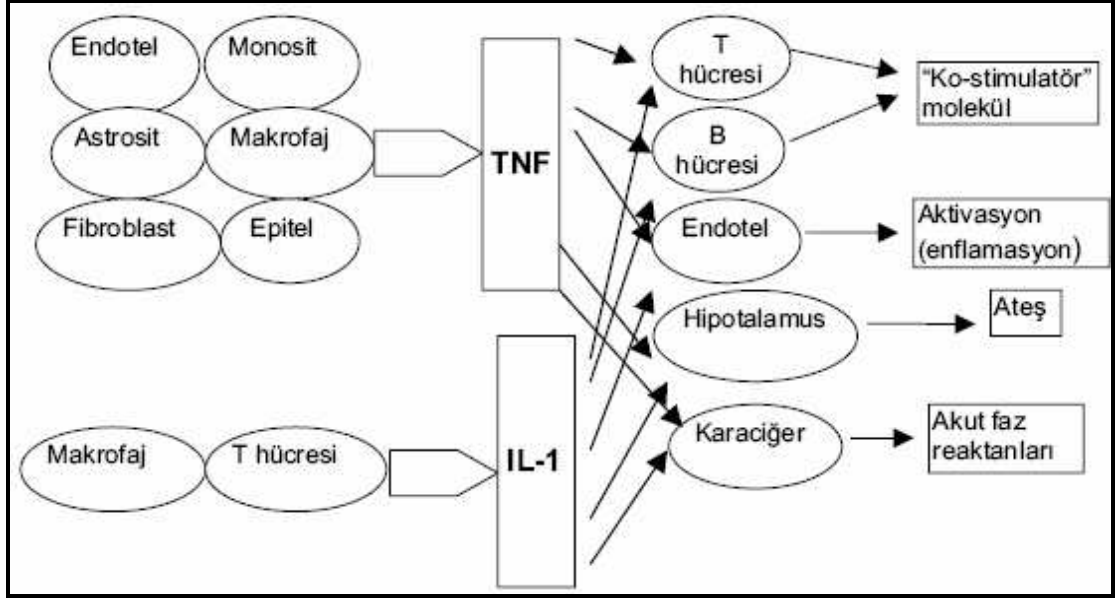 Endotel
Monosit
Astrosit
Makrofaj
Fibroblast
Epitel
TNF
T
hücresi
B
hücresi
Endotel
Hipotalamus
Karaciğer
"Ko-stimulatör"
molekül
Aktivasyon
(enflamasyon)
Ateş
Akut faz
reaktanları
Makrofaj
T hücresi
IL-1